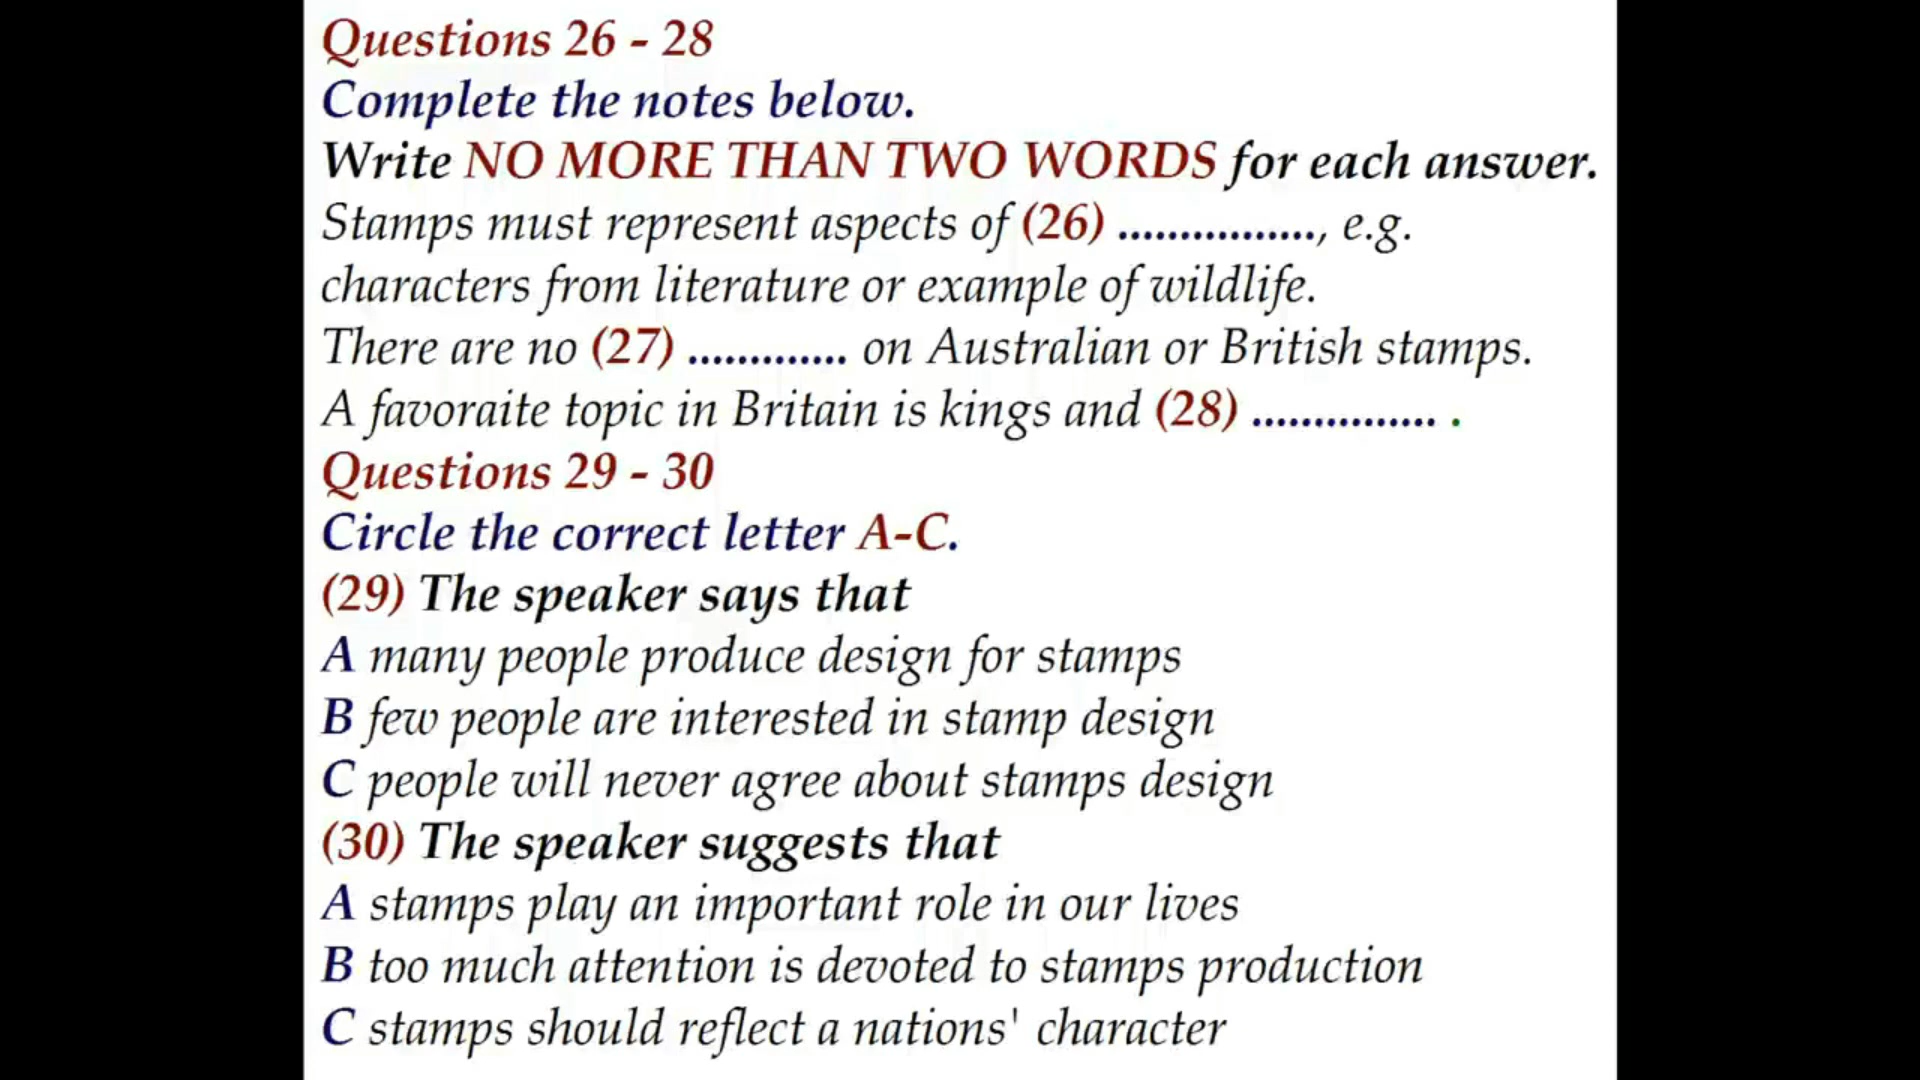 Questions 26 - 28
Complete the notes below.
Write NO MORE THAN TWO WORDS for each answer.
Stamps must represent aspects of (26) ................, e.g.
characters from literature or example of wildlife.
There are no (27) ............. on Australian or British stamps.
A favoraite topic in Britain is kings and (28) ............... .
Questions 29 - 30
Circle the correct letter A-C.
(29) The speaker says that
A many people produce design for stamps
B few people are interested in stamp design
C people will never agree about stamps design
(30) The speaker suggests that
A stamps play an important role in our lives
B too much attention is devoted to stamps production
C stamps should reflect a nations' character